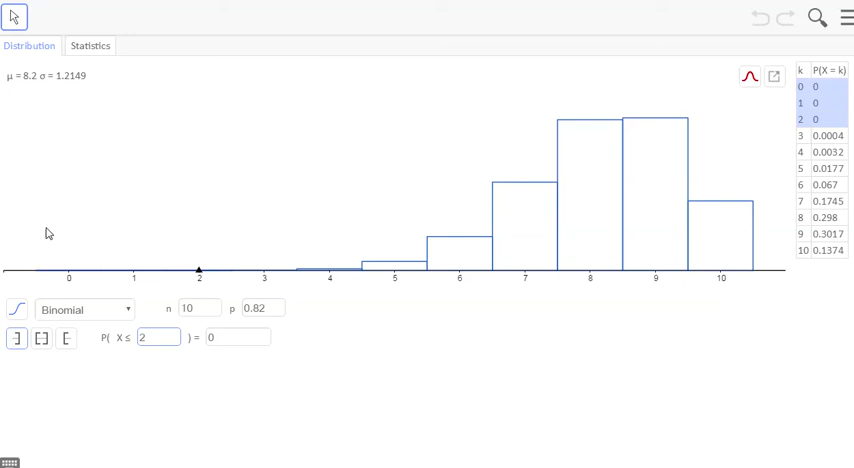 Distribution Statistics
μ = 8.2 σ = 1.2149
k P(X = k)
0 0
1 0
2 0
3 0.0004
4 0.0032
5 0.0177
6 0.067
7 0.1745
8 0.298
9 0.3017
10 0.1374
0 1 2 3 4 5 6 7 8 9 10
Binomial n 10 p 0.82
P( X ≤ 2 ) = 0